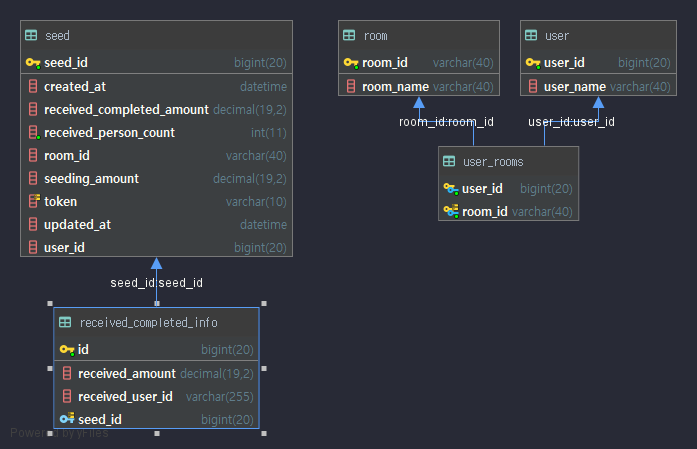 seed
seed_id bigint(20)
created_at datetime
received_completed_amount decimal(19,2)
received_person_count int(11)
room_id varchar(40)
seeding_amount decimal(19,2)
token varchar(10)
updated_at datetime
user_id bigint(20)
room
room_id varchar(40)
room_name varchar(40)
user
user_id bigint(20)
user_name varchar(40)
room_id:room_id
user_id:user_id
user_rooms
user_id bigint(20)
room_id varchar(40)
seed_id:seed_id
received_completed_info
id bigint(20)
received_amount decimal(19,2)
received_user_id varchar(255)
seed_id bigint(20)
Powered by yFiles